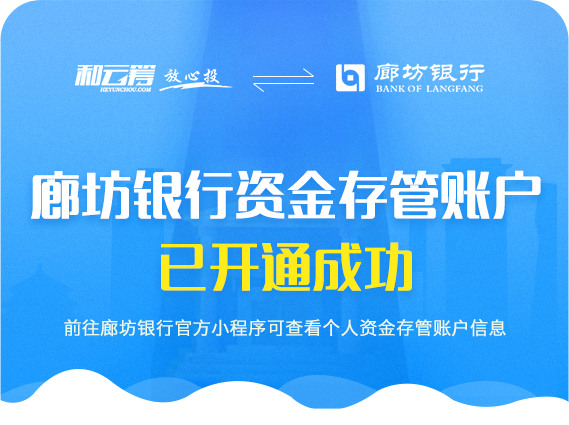 和云筹
HEYUNCHOU.COM
放心投
廊坊银行
BANK OF LANGFANG
廊坊银行资金存管账户
已开通成功
前往廊坊银行官方小程序可查看个人资金存管账户信息